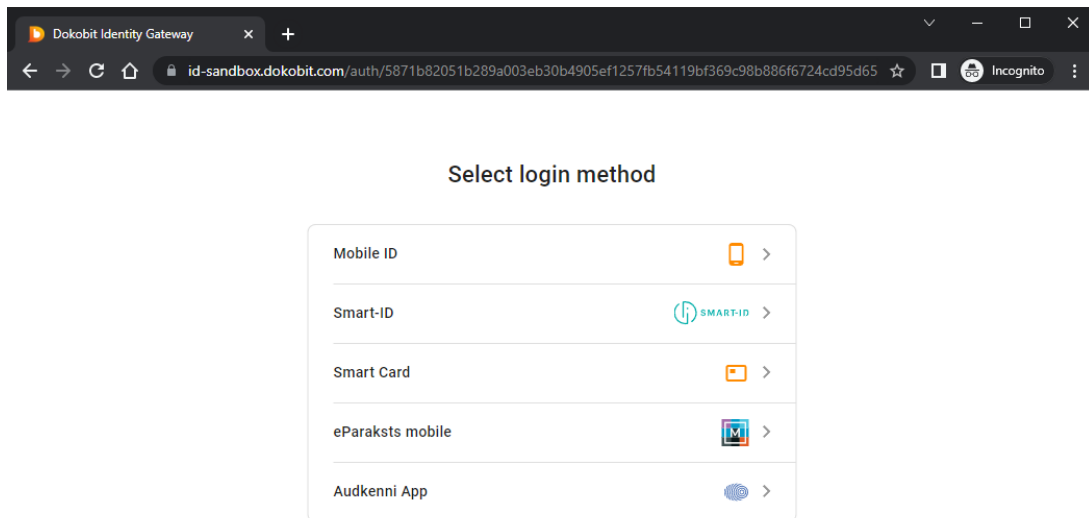 Dokobit Identity Gateway
id-sandbox.dokobit.com/auth/5871b82051b289a003eb30b4905ef1257fb54119bf369c98b886f6724cd95d65
Incognito
Select login method
Mobile ID
Smart-ID
SMART-ID
Smart Card
eParaksts mobile
M
Audkenni App